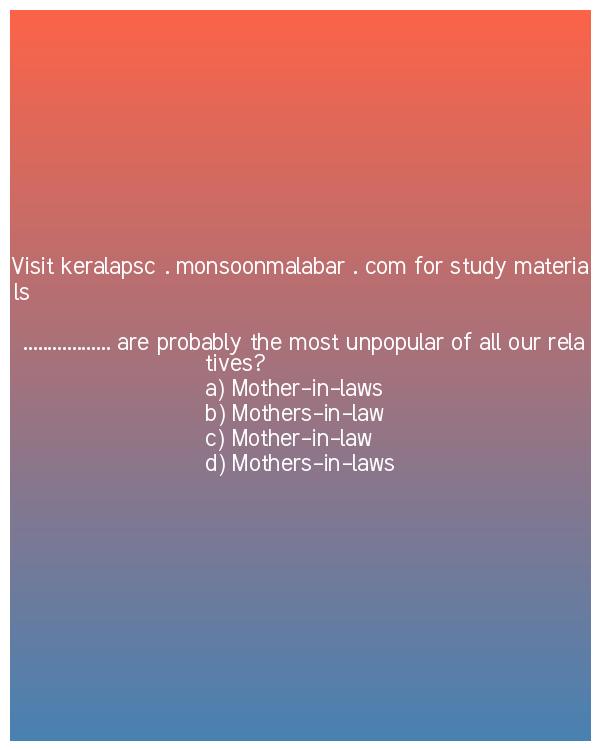 Visit keralapsc . monsoonmalabar . com for study materia
ls
.................. are probably the most unpopular of all our rela
tives?
a) Mother-in-laws
b) Mothers-in-law
c) Mother-in-law
d) Mothers-in-laws